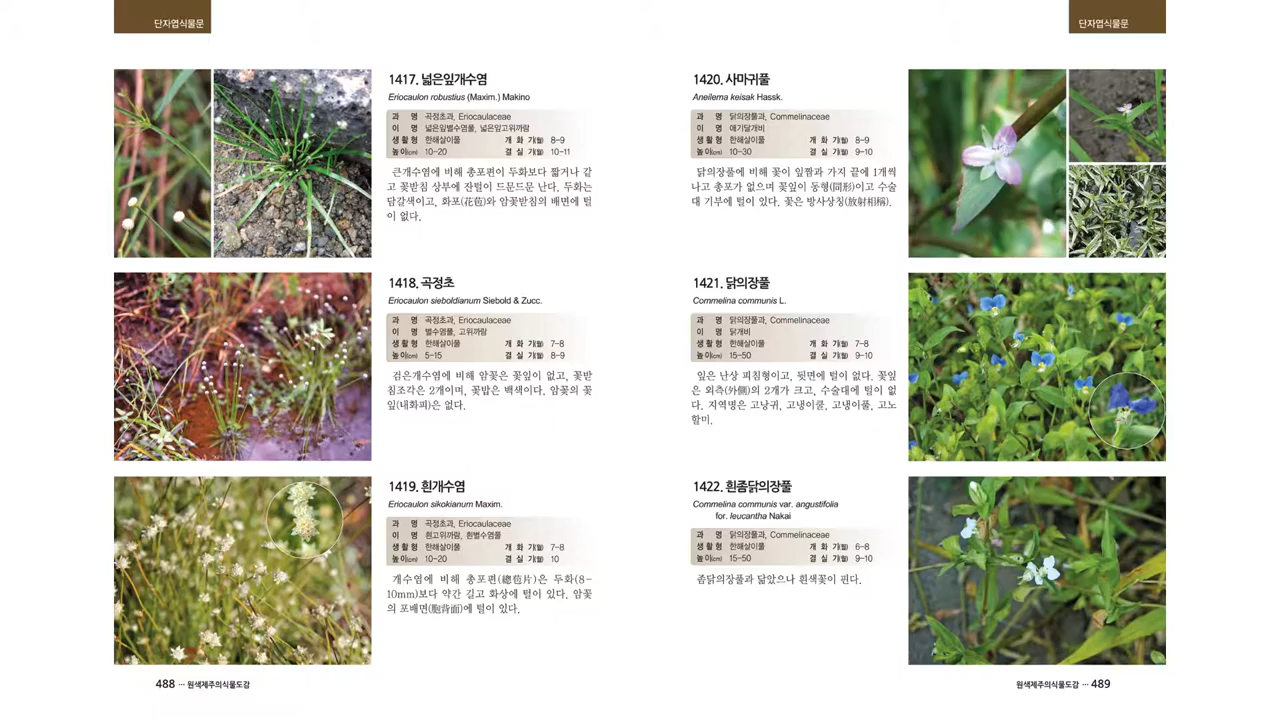 단자엽식물문
1417. 넓은잎개수염
Eriocaulon robustius (Maxim.) Makino
과 명 곡정초과, Eriocaulaceae
이 명 넓은잎별수염풀, 넓은잎고위까람
생 활 형 한해살이풀 개 화 기(월) 8-9
높 이(cm) 10-20 결 실 기(월) 10-11
큰개수염에 비해 총포편이 두화보다 짧거나 같
고 꽃받침 상부에 잔털이 드문드문 난다. 두화는
담갈색이고, 화포(花苞)와 암꽃받침의 배면에 털
이 없다.
1418. 곡정초
Eriocaulon sieboldianum Siebold & Zucc.
과 명 곡정초과, Eriocaulaceae
이 명 별수염풀, 고위까람
생 활 형 한해살이풀 개 화 기(월) 7-8
높 이(cm) 5-15 결 실 기(월) 8-9
검은개수염에 비해 암꽃은 꽃잎이 없고, 꽃받
침조각은 2개이며, 꽃밥은 백색이다. 암꽃의 꽃
잎(내화피)은 없다.
1419. 흰개수염
Eriocaulon sikokianum Maxim.
과 명 곡정초과, Eriocaulaceae
이 명 흰고위까람, 흰별수염풀
생 활 형 한해살이풀 개 화 기(월) 7-8
높 이(cm) 10-20 결 실 기(월) 10
개수염에 비해 총포편(總苞片)은 두화(8-
10mm)보다 약간 길고 화상에 털이 있다. 암꽃
의 포배면(胞背面)에 털이 있다.
488 ··· 원색제주의식물도감
단자엽식물문
1420. 사마귀풀
Aneilema keisak Hassk.
과 명 닭의장풀과, Commelinaceae
이 명 애기달개비
생 활 형 한해살이풀 개 화 기(월) 8-9
높 이(cm) 10-30 결 실 기(월) 9-10
닭의장풀에 비해 꽃이 잎짬과 가지 끝에 1개씩
나고 총포가 없으며 꽃잎이 동형(同形)이고 수술
대 기부에 털이 있다. 꽃은 방사상칭(放射相稱).
1421. 닭의장풀
Commelina communis L.
과 명 닭의장풀과, Commelinaceae
이 명 닭개비
생 활 형 한해살이풀 개 화 기(월) 7-8
높 이(cm) 15-50 결 실 기(월) 9-10
잎은 난상 피침형이고, 뒷면에 털이 없다. 꽃잎
은 외측(外側)의 2개가 크고, 수술대에 털이 없
다. 지역명은 고낭귀, 고냉이쿨, 고냉이풀, 고노
할미.
1422. 흰좀닭의장풀
Commelina communis var. angustifolia
for. leucantha Nakai
과 명 닭의장풀과, Commelinaceae
생 활 형 한해살이풀 개 화 기(월) 6-8
높 이(cm) 15-50 결 실 기(월) 9-10
좀닭의장풀과 닮았으나 흰색꽃이 핀다.
원색제주의식물도감 ··· 489